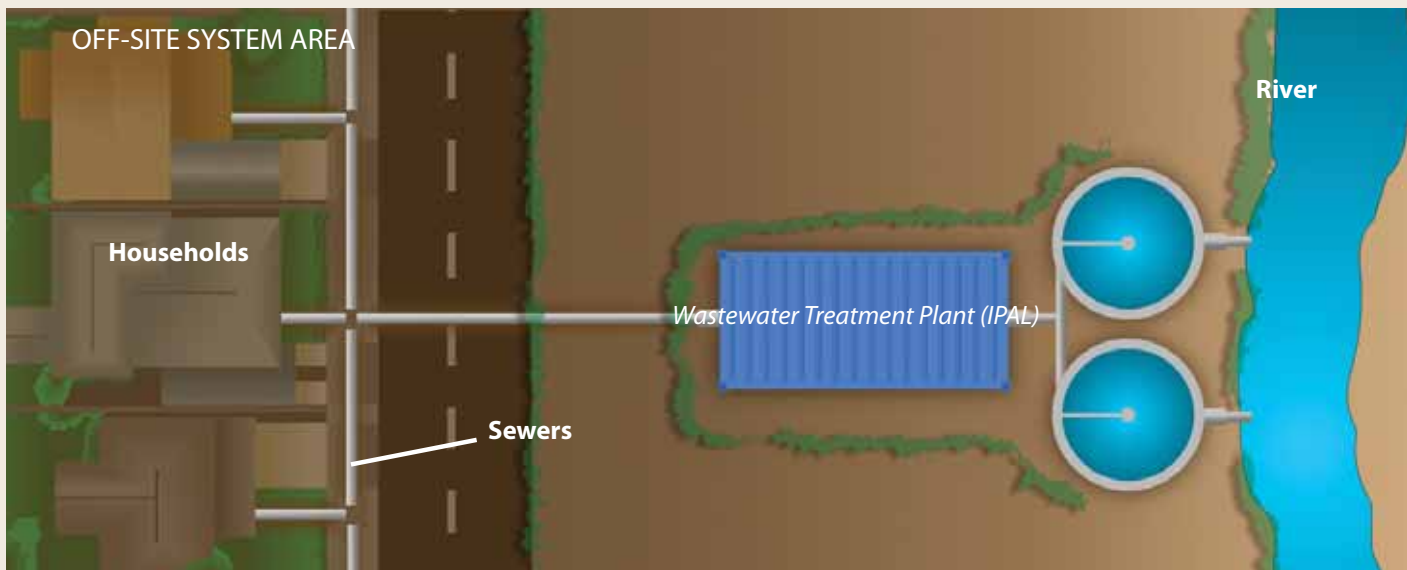 OFF-SITE SYSTEM AREA
River
Households
Wastewater Treatment Plant (IPAL)
Sewers